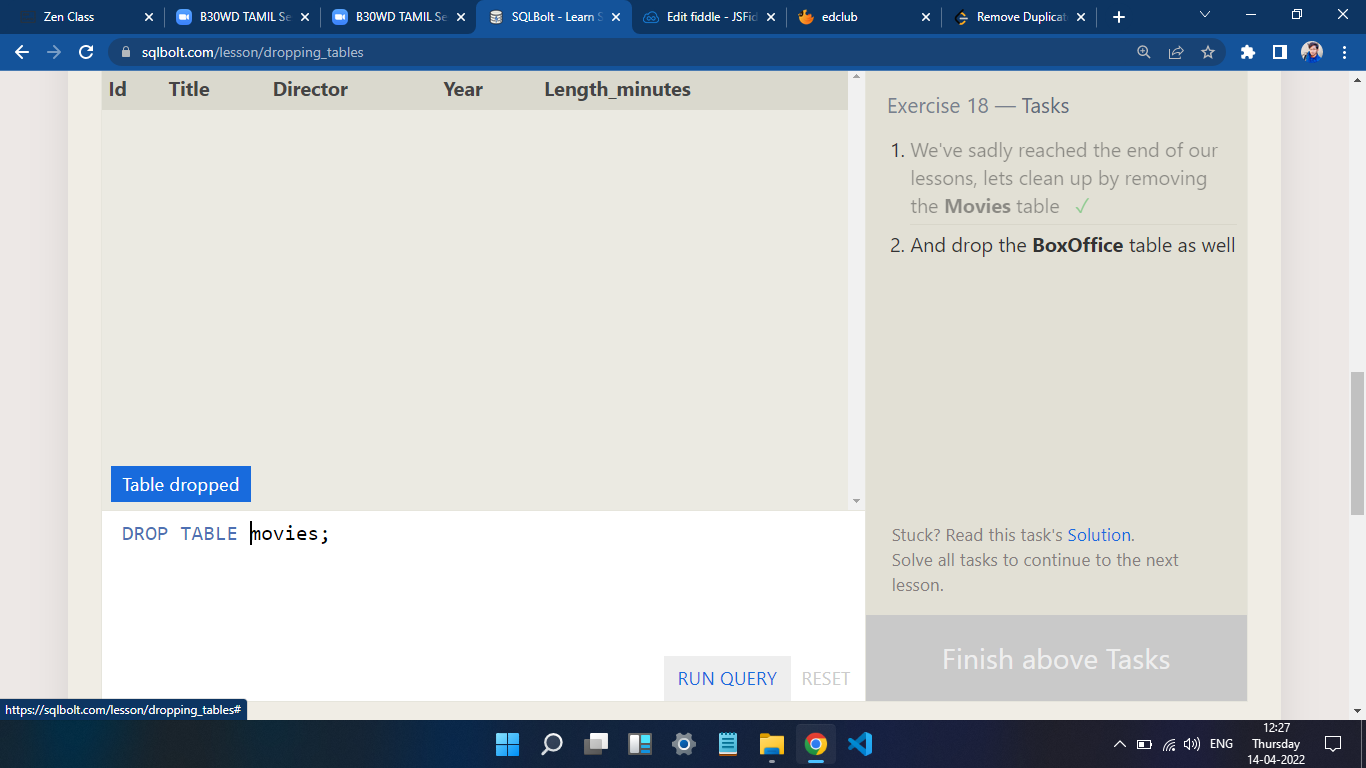 Zen Class
B30WD TAMIL Se
B30WD TAMIL Se
SQLBolt - Learn S
Edit fiddle - JSFid
edclub
Remove Duplicat
sqlbolt.com/lesson/dropping_tables
Id Title Director Year Length_minutes
Exercise 18 — Tasks
1. We've sadly reached the end of our
lessons, lets clean up by removing
the Movies table ✓
2. And drop the BoxOffice table as well
Table dropped
DROP TABLE movies;
Stuck? Read this task's Solution.
Solve all tasks to continue to the next
lesson.
Finish above Tasks
RUN QUERY RESET
https://sqlbolt.com/lesson/dropping_tables#
ENG
12:27
Thursday
14-04-2022